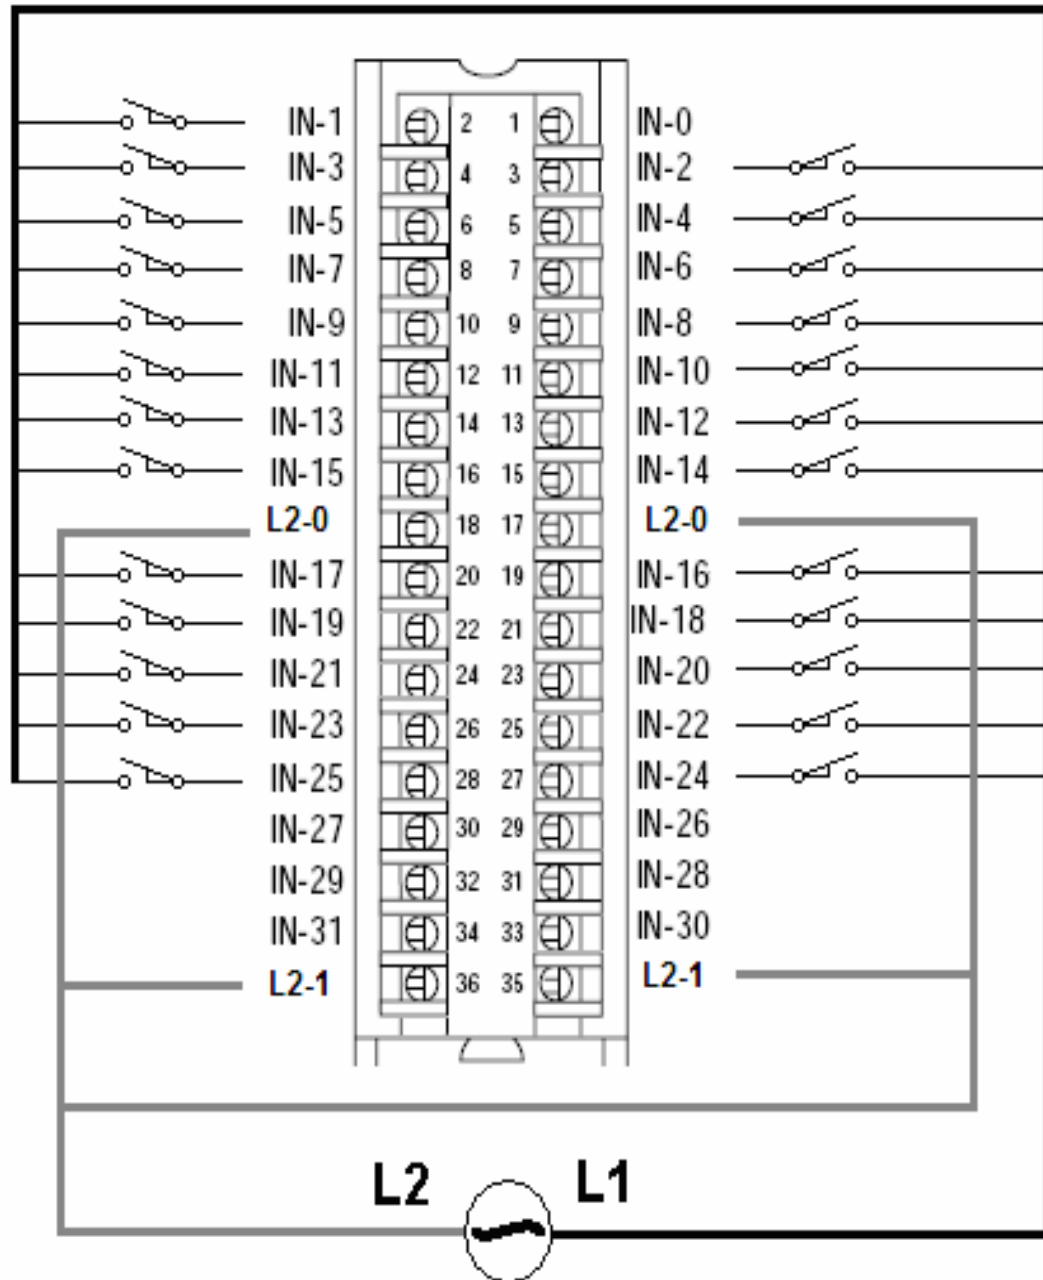 IN-1 2 1 IN-0
IN-3 4 3 IN-2
IN-5 6 5 IN-4
IN-7 8 7 IN-6
IN-9 10 9 IN-8
IN-11 12 11 IN-10
IN-13 14 13 IN-12
IN-15 16 15 IN-14
L2-0 18 17 L2-0
IN-17 20 19 IN-16
IN-19 22 21 IN-18
IN-21 24 23 IN-20
IN-23 26 25 IN-22
IN-25 28 27 IN-24
IN-27 30 29 IN-26
IN-29 32 31 IN-28
IN-31 34 33 IN-30
L2-1 36 35 L2-1
L2 L1